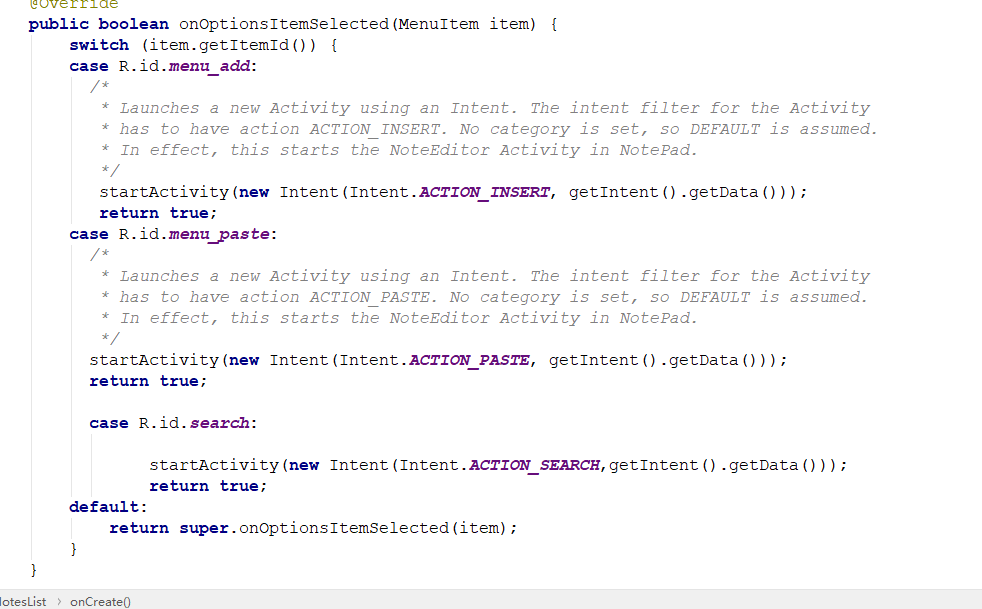 @Override
public boolean onOptionsItemSelected(MenuItem item) {
switch (item.getItemId()) {
case R.id.menu_add:
/*
* Launches a new Activity using an Intent. The intent filter for the Activity
* has to have action ACTION_INSERT. No category is set, so DEFAULT is assumed.
* In effect, this starts the NoteEditor Activity in NotePad.
*/
startActivity(new Intent(Intent.ACTION_INSERT, getIntent().getData()));
return true;
case R.id.menu_paste:
/*
* Launches a new Activity using an Intent. The intent filter for the Activity
* has to have action ACTION_PASTE. No category is set, so DEFAULT is assumed.
* In effect, this starts the NoteEditor Activity in NotePad.
*/
startActivity(new Intent(Intent.ACTION_PASTE, getIntent().getData()));
return true;
case R.id.search:
startActivity(new Intent(Intent.ACTION_SEARCH,getIntent().getData()));
return true;
default:
return super.onOptionsItemSelected(item);
}
}
lotesList › onCreate()